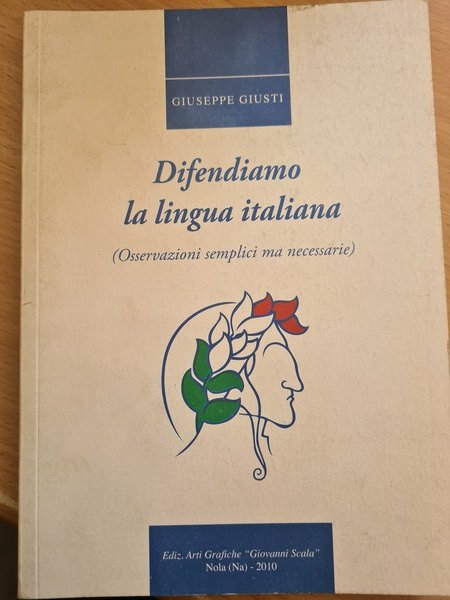 GIUSEPPE GIUSTI
Difendiamo
la lingua italiana
(Osservazioni semplici ma necessarie)
Ediz. Arti Grafiche “Giovanni Scala”
Nola (Na) - 2010